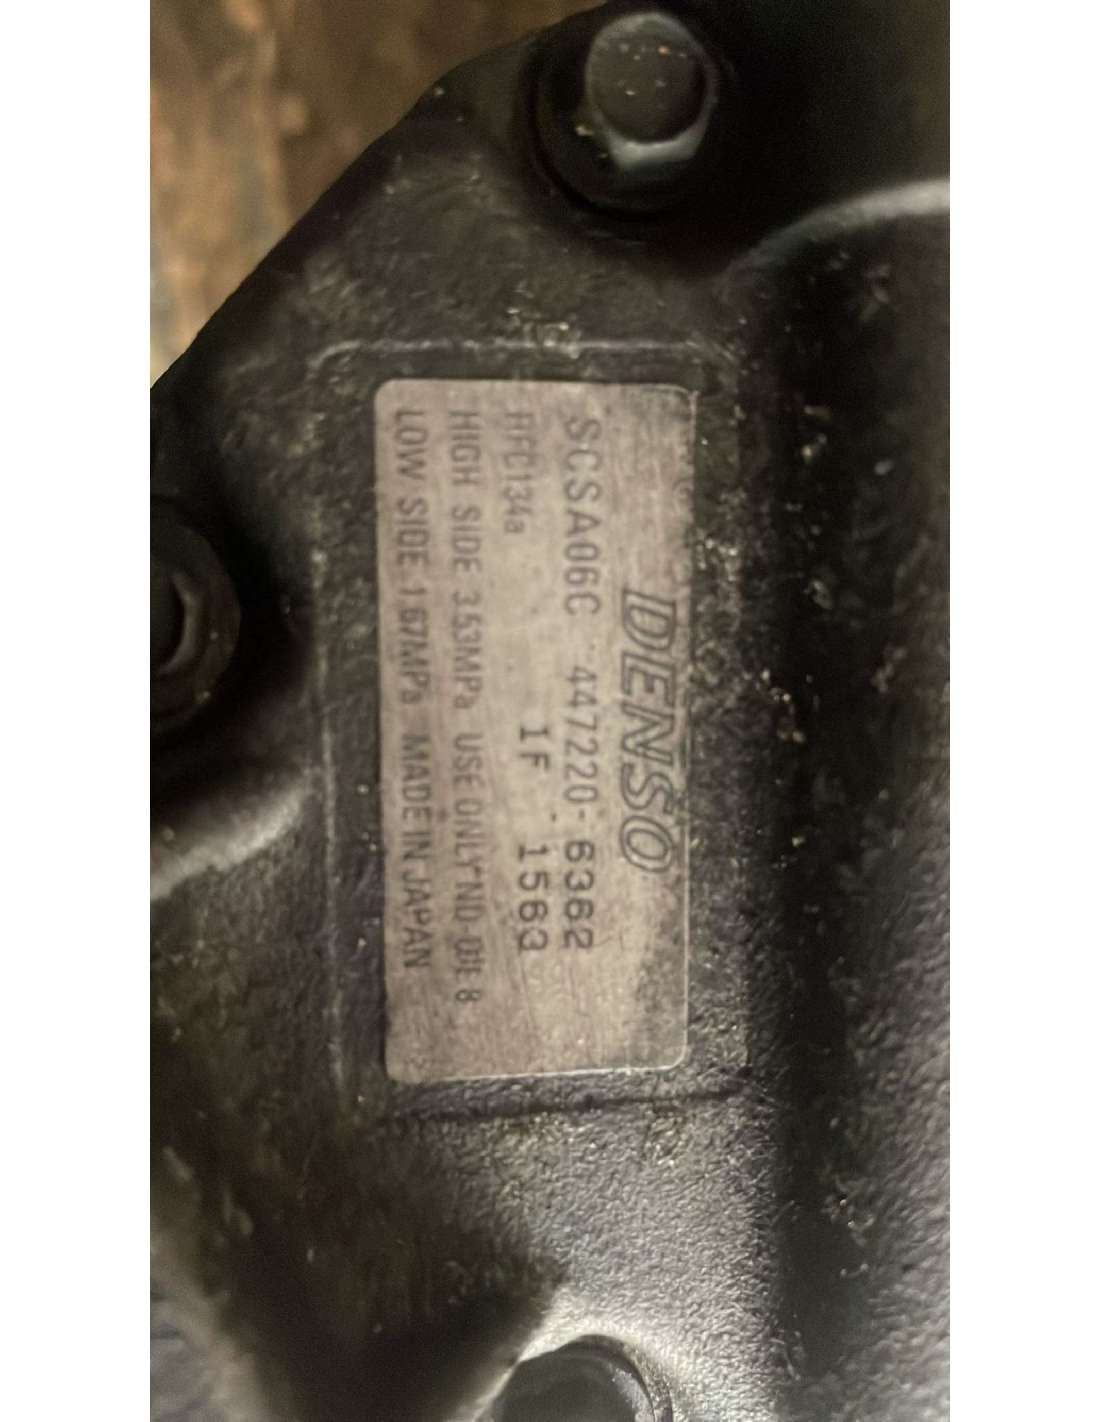 DENSO
SCSA06C 447220-6362
HFC134a IF 1563
HIGH SIDE 3.53MPa USE ONLY ND-OIL 8
LOW SIDE 1.67MPa MADE IN JAPAN